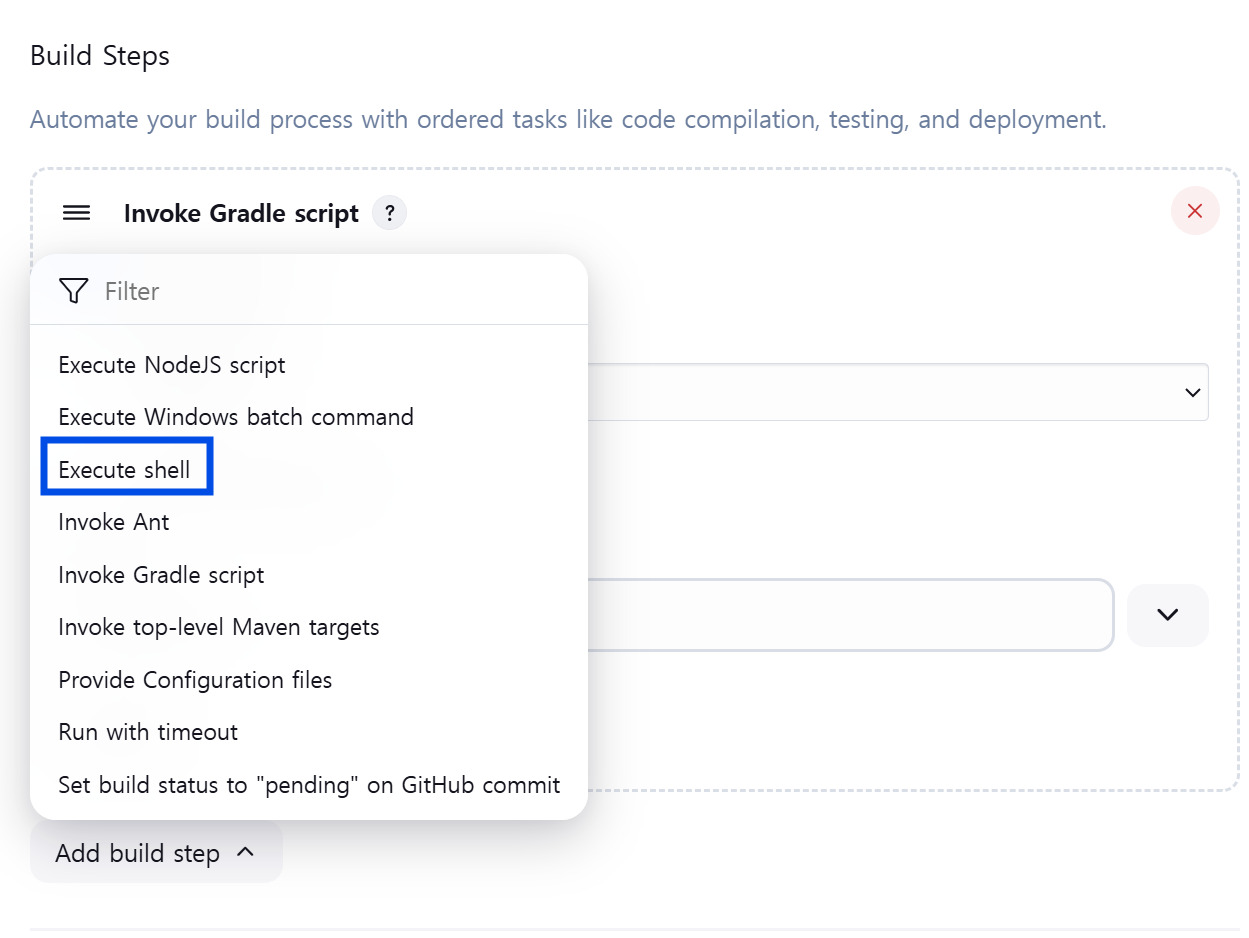 Build Steps
Automate your build process with ordered tasks like code compilation, testing, and deployment.
Invoke Gradle script ?
Filter
Execute NodeJS script
Execute Windows batch command
Execute shell
Invoke Ant
Invoke Gradle script
Invoke top-level Maven targets
Provide Configuration files
Run with timeout
Set build status to "pending" on GitHub commit
Add build step